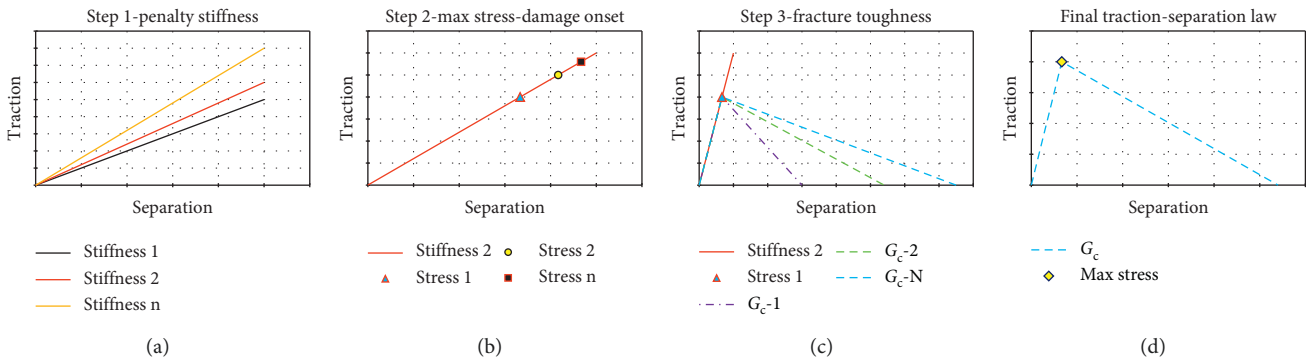 Step 1-penalty stiffness
Traction
Separation
Stiffness 1
Stiffness 2
Stiffness n
(a)
Step 2-max stress-damage onset
Traction
Separation
Stiffness 2
Stress 2
Stress 1
Stress n
(b)
Step 3-fracture toughness
Traction
Separation
Stiffness 2
Gc-2
Stress 1
Gc-N
Gc-1
(c)
Final traction-separation law
Traction
Separation
Gc
Max stress
(d)